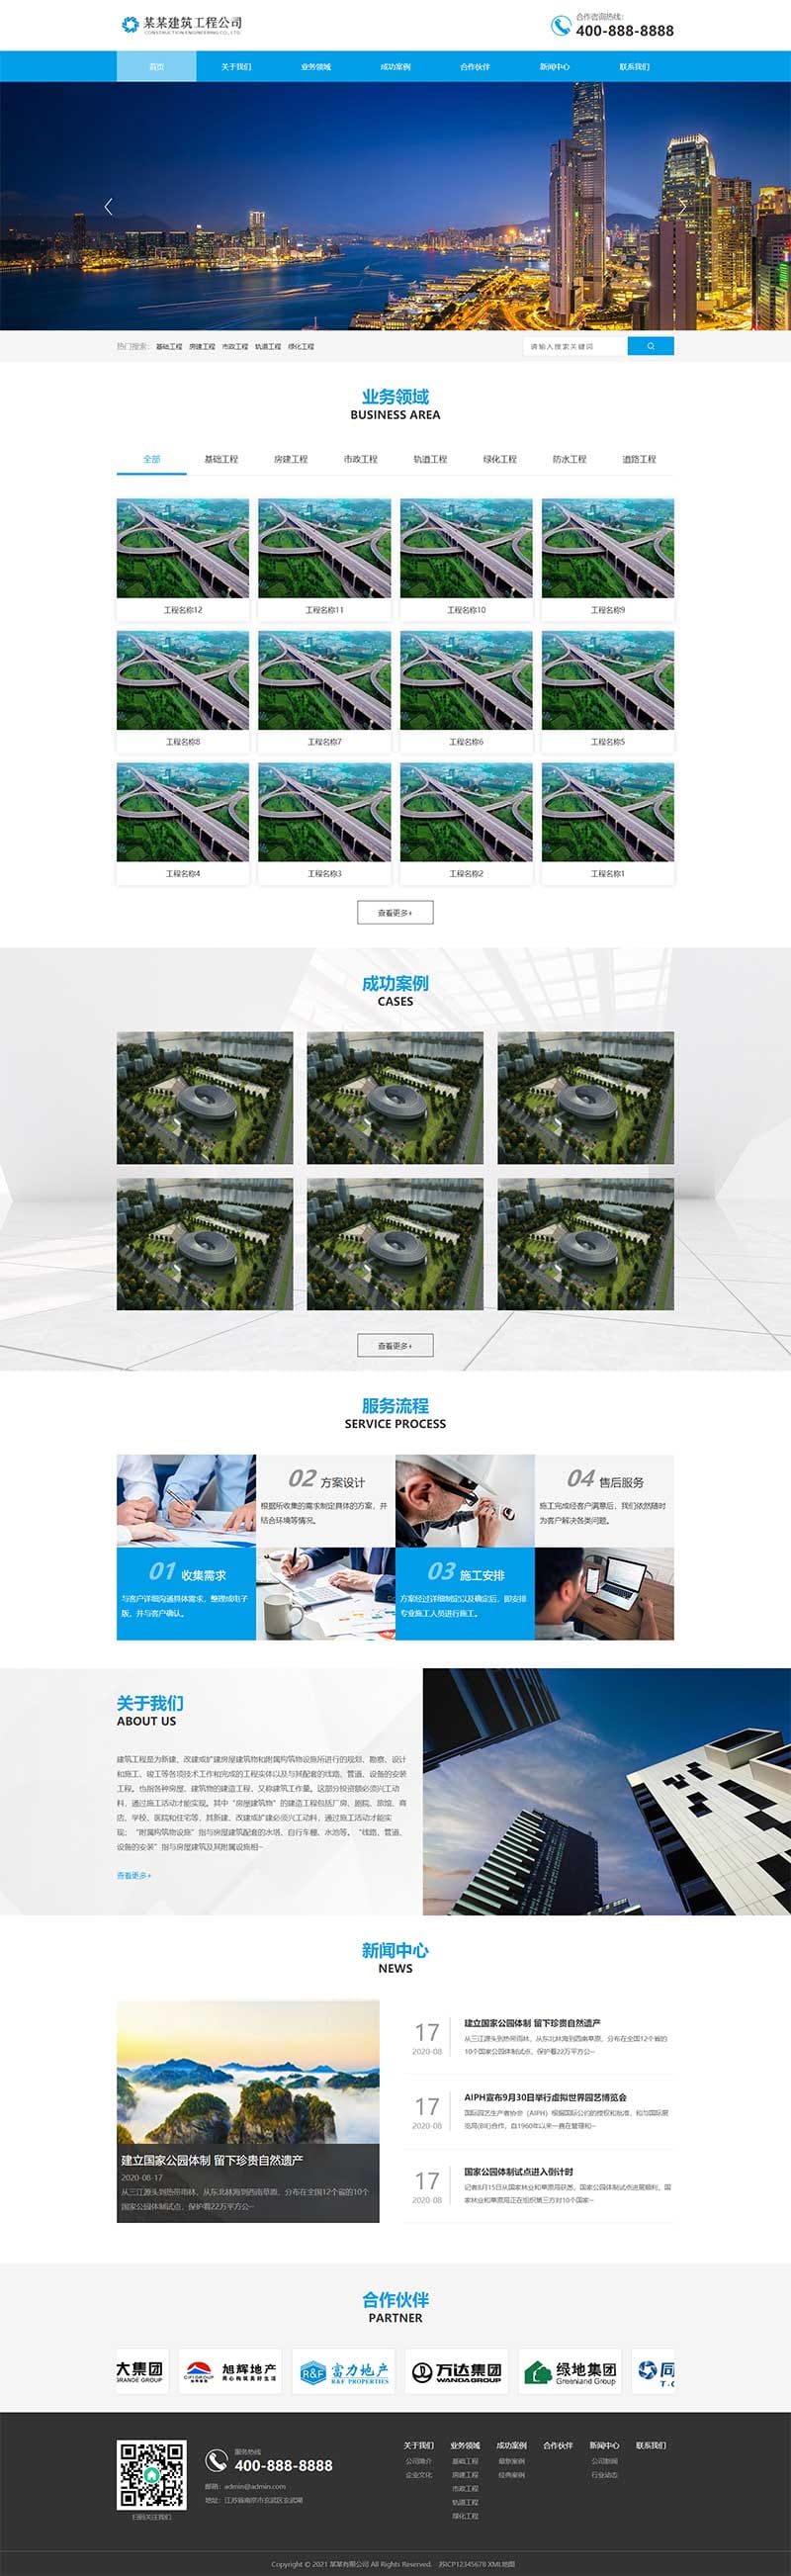 某某建筑工程公司
CONSTRUCTION ENGINEERING CO., LTD.
合作咨询热线：
400-888-8888
首页 关于我们 业务领域 成功案例 合作伙伴 新闻中心 联系我们
热门搜索： 基础工程 房建工程 市政工程 轨道工程 绿化工程
请输入搜索关键词
业务领域
BUSINESS AREA
全部 基础工程 房建工程 市政工程 轨道工程 绿化工程 防水工程 道路工程
工程名称12 工程名称11 工程名称10 工程名称9
工程名称8 工程名称7 工程名称6 工程名称5
工程名称4 工程名称3 工程名称2 工程名称1
查看更多+
成功案例
CASES
查看更多+
服务流程
SERVICE PROCESS
02 方案设计
根据所收集的需求制定具体的方案，并
结合环境等情况。
04 售后服务
施工完成经客户满意后，我们依然随时
为客户解决各类问题。
01 收集需求
与客户详细沟通具体需求，整理成电子
版，并与客户确认。
03 施工安排
方案经过详细制定以及确定后，即安排
专业施工人员进行施工。
关于我们
ABOUT US
建筑工程是为新建、改建或扩建房屋建筑物和附属构筑物设施所进行的规划、勘察、设计
和施工、竣工等各项技术工作和完成的工程实体以及与其配套的线路、管道、设备的安装
工程。也指各种房屋、建筑物的建造工程，又称建筑工作量。这部分投资额必须兴工动
料，通过施工活动才能实现。其中“房屋建筑物”的建造工程包括厂房、剧院、旅馆、商
店、学校、医院和住宅等，其新建、改建或扩建必须兴工动料，通过施工活动才能实
现；“附属构筑物设施”指与房屋建筑配套的水塔、自行车棚、水池等。“线路、管道、
设备的安装”指与房屋建筑及其附属设施相···
查看更多+
新闻中心
NEWS
建立国家公园体制 留下珍贵自然遗产
2020-08-17
从三江源头到热带雨林，从东北林海到西南草原，分布在全国12个省的10个
国家公园体制试点，保护着22万平方公···
17
2020-08
建立国家公园体制 留下珍贵自然遗产
从三江源头到热带雨林，从东北林海到西南草原，分布在全国12个省的
10个国家公园体制试点，保护着22万平方公···
17
2020-08
AIPH宣布9月30日举行虚拟世界园艺博览会
国际园艺生产者协会（AIPH）根据国际公约的授权和批准，和与国际展
览局(BIE)合作，自1960年以来一直在管理和···
17
2020-08
国家公园体制试点进入倒计时
记者8月15日从国家林业和草原局获悉，国家公园体制试点进展顺利，国
家林业和草原局正在组织第三方对10个国家···
合作伙伴
PARTNER
大集团
GRANDE GROUP
CIFI GROUP
旭辉集团
旭辉地产
用心构筑美好生活
R&F
富力地产
R&F PROPERTIES
万达集团
WANDA GROUP
绿地集团
Greenland Group
同
T.C
扫码关注我们
服务热线
400-888-8888
邮箱：admin@admin.com
地址：江苏省南京市玄武区玄武湖
关于我们 业务领域 成功案例 合作伙伴 新闻中心 联系我们
公司简介 基础工程 最新案例 公司新闻
企业文化 房建工程 经典案例 行业动态
市政工程
轨道工程
绿化工程
Copyright © 2021 某某有限公司 All Rights Reserved. 苏ICP12345678 XML地图